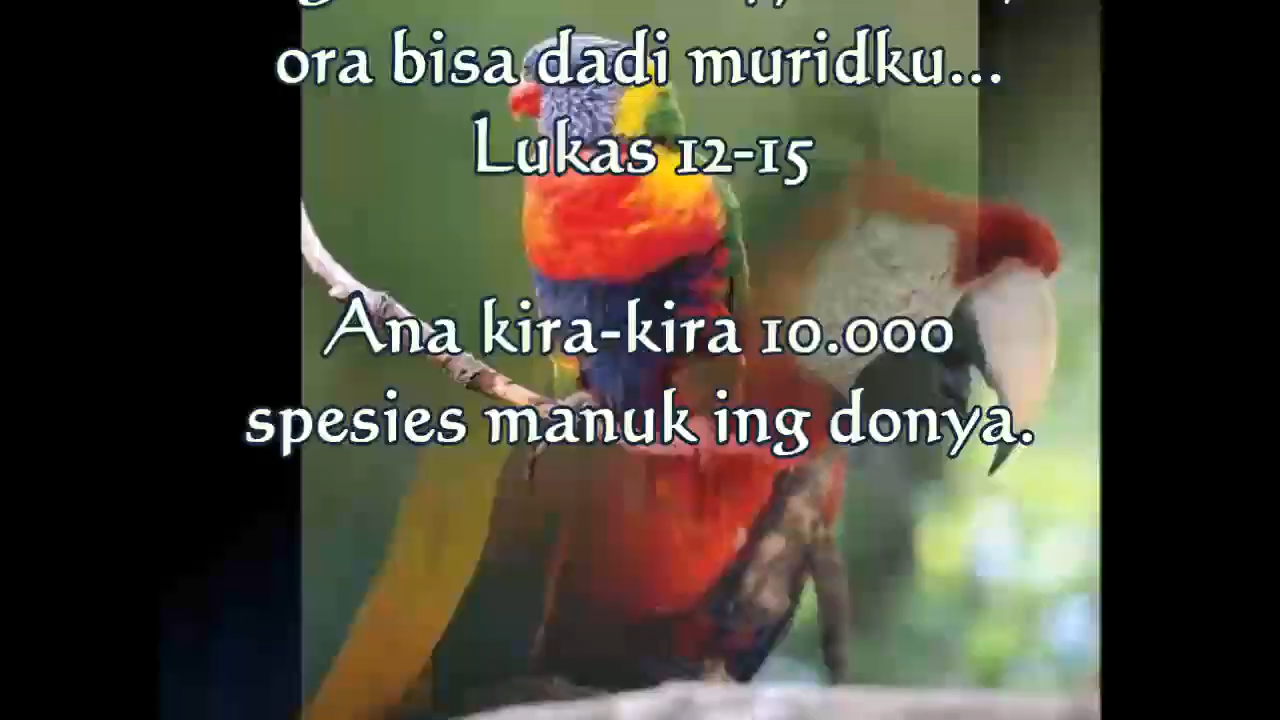 ora bisa dadi muridku...
Lukas 12-15
Ana kira-kira 10.000
spesies manuk ing donya.